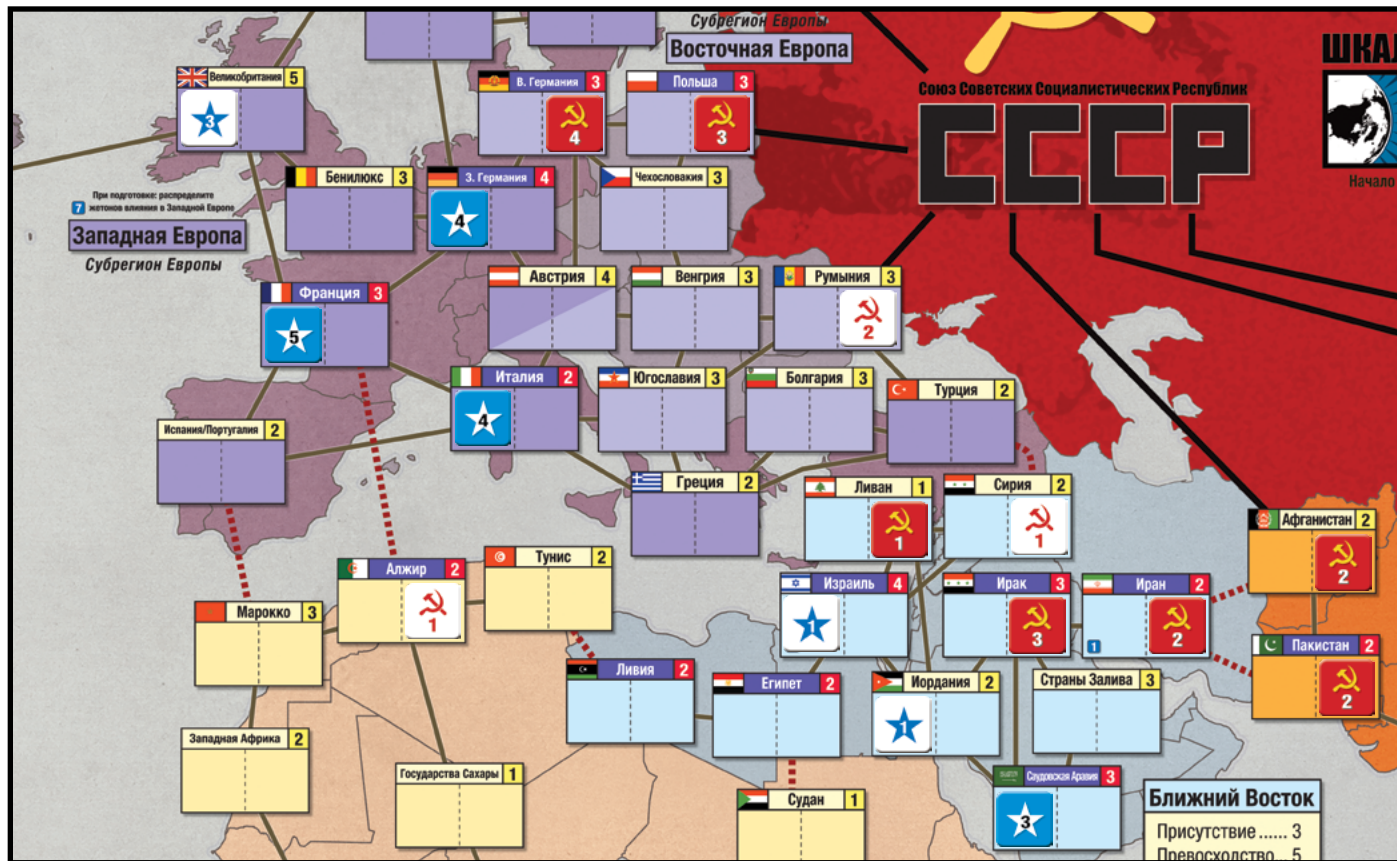 Субрегион Европы
Восточная Европа
Великобритания 5
3
В. Германия 3
4
Польша 3
3
Союз Советских Социалистических Республик
СССР
ШКАЛ
Начало
При подготовке: распределите
7 жетонов влияния в Западной Европе
Западная Европа
Субрегион Европы
Бенилюкс 3
З. Германия 4
4
Чехословакия 3
Франция 3
5
Австрия 4
Венгрия 3
Румыния 3
2
Италия 2
4
Югославия 3
Болгария 3
Турция 2
Испания/Португалия 2
Греция 2
Ливан 1
1
Сирия 2
1
Афганистан 2
2
Алжир 2
1
Тунис 2
Израиль 4
1
Ирак 3
3
Иран 2
1
2
Марокко 3
Пакистан 2
2
Ливия 2
Египет 2
Иордания 2
1
Страны Залива 3
Западная Африка 2
Государства Сахары 1
Судан 1
Саудовская Аравия 3
3
Ближний Восток
Присутствие ...... 3
Превосходство ... 5